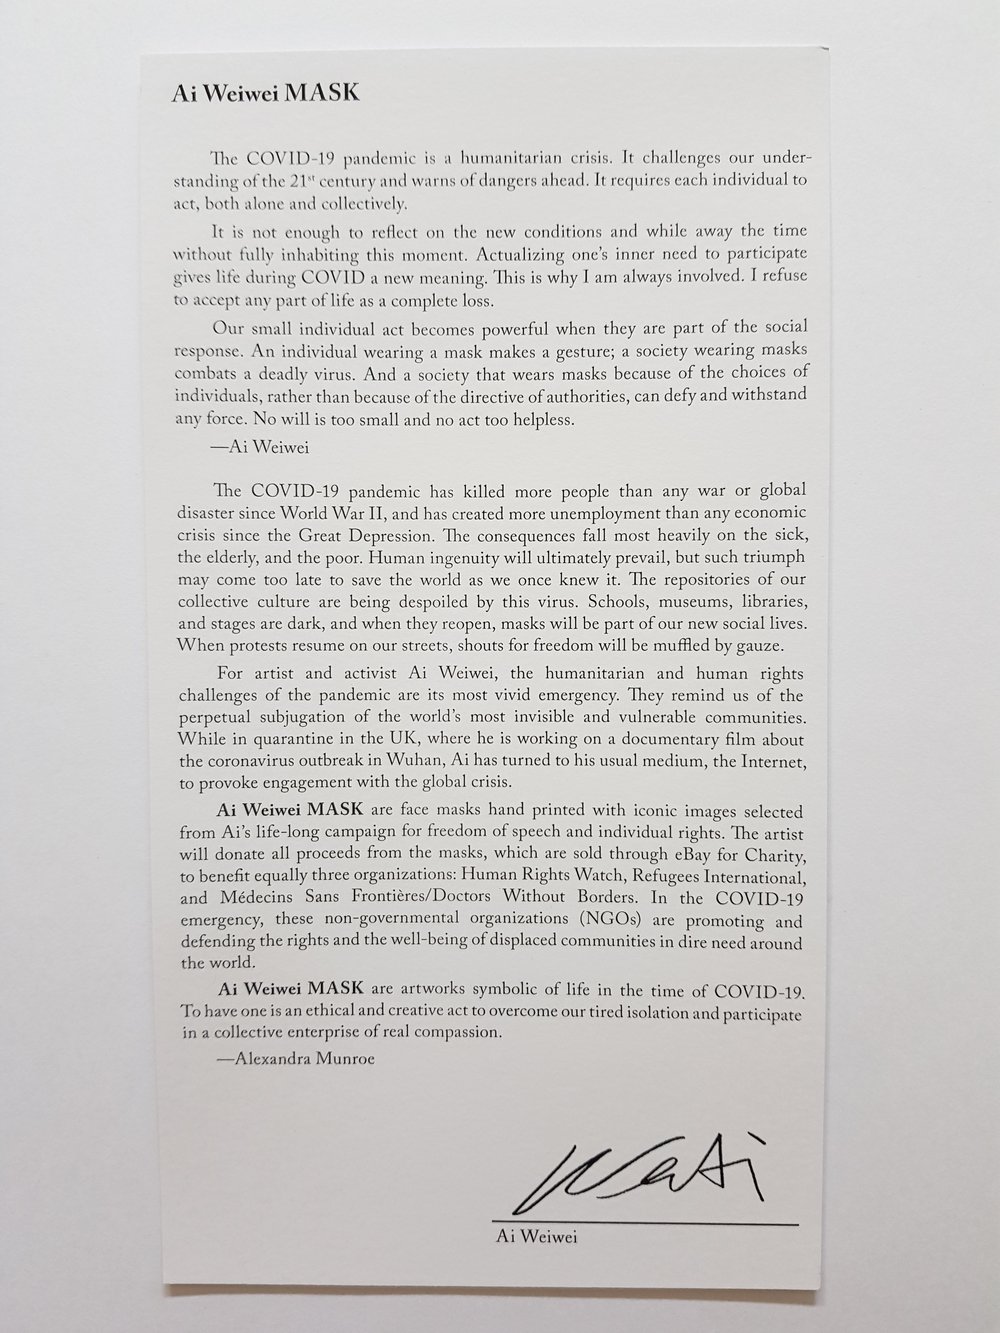 Ai Weiwei MASK
The COVID-19 pandemic is a humanitarian crisis. It challenges our under-
standing of the 21st century and warns of dangers ahead. It requires each individual to
act, both alone and collectively.
It is not enough to reflect on the new conditions and while away the time
without fully inhabiting this moment. Actualizing one's inner need to participate
gives life during COVID a new meaning. This is why I am always involved. I refuse
to accept any part of life as a complete loss.
Our small individual act becomes powerful when they are part of the social
response. An individual wearing a mask makes a gesture; a society wearing masks
combats a deadly virus. And a society that wears masks because of the choices of
individuals, rather than because of the directive of authorities, can defy and withstand
any force. No will is too small and no act too helpless.
—Ai Weiwei
The COVID-19 pandemic has killed more people than any war or global
disaster since World War II, and has created more unemployment than any economic
crisis since the Great Depression. The consequences fall most heavily on the sick,
the elderly, and the poor. Human ingenuity will ultimately prevail, but such triumph
may come too late to save the world as we once knew it. The repositories of our
collective culture are being despoiled by this virus. Schools, museums, libraries,
and stages are dark, and when they reopen, masks will be part of our new social lives.
When protests resume on our streets, shouts for freedom will be muffled by gauze.
For artist and activist Ai Weiwei, the humanitarian and human rights
challenges of the pandemic are its most vivid emergency. They remind us of the
perpetual subjugation of the world's most invisible and vulnerable communities.
While in quarantine in the UK, where he is working on a documentary film about
the coronavirus outbreak in Wuhan, Ai has turned to his usual medium, the Internet,
to provoke engagement with the global crisis.
Ai Weiwei MASK are face masks hand printed with iconic images selected
from Ai's life-long campaign for freedom of speech and individual rights. The artist
will donate all proceeds from the masks, which are sold through eBay for Charity,
to benefit equally three organizations: Human Rights Watch, Refugees International,
and Médecins Sans Frontières/Doctors Without Borders. In the COVID-19
emergency, these non-governmental organizations (NGOs) are promoting and
defending the rights and the well-being of displaced communities in dire need around
the world.
Ai Weiwei MASK are artworks symbolic of life in the time of COVID-19.
To have one is an ethical and creative act to overcome our tired isolation and participate
in a collective enterprise of real compassion.
—Alexandra Munroe
Ai Weiwei